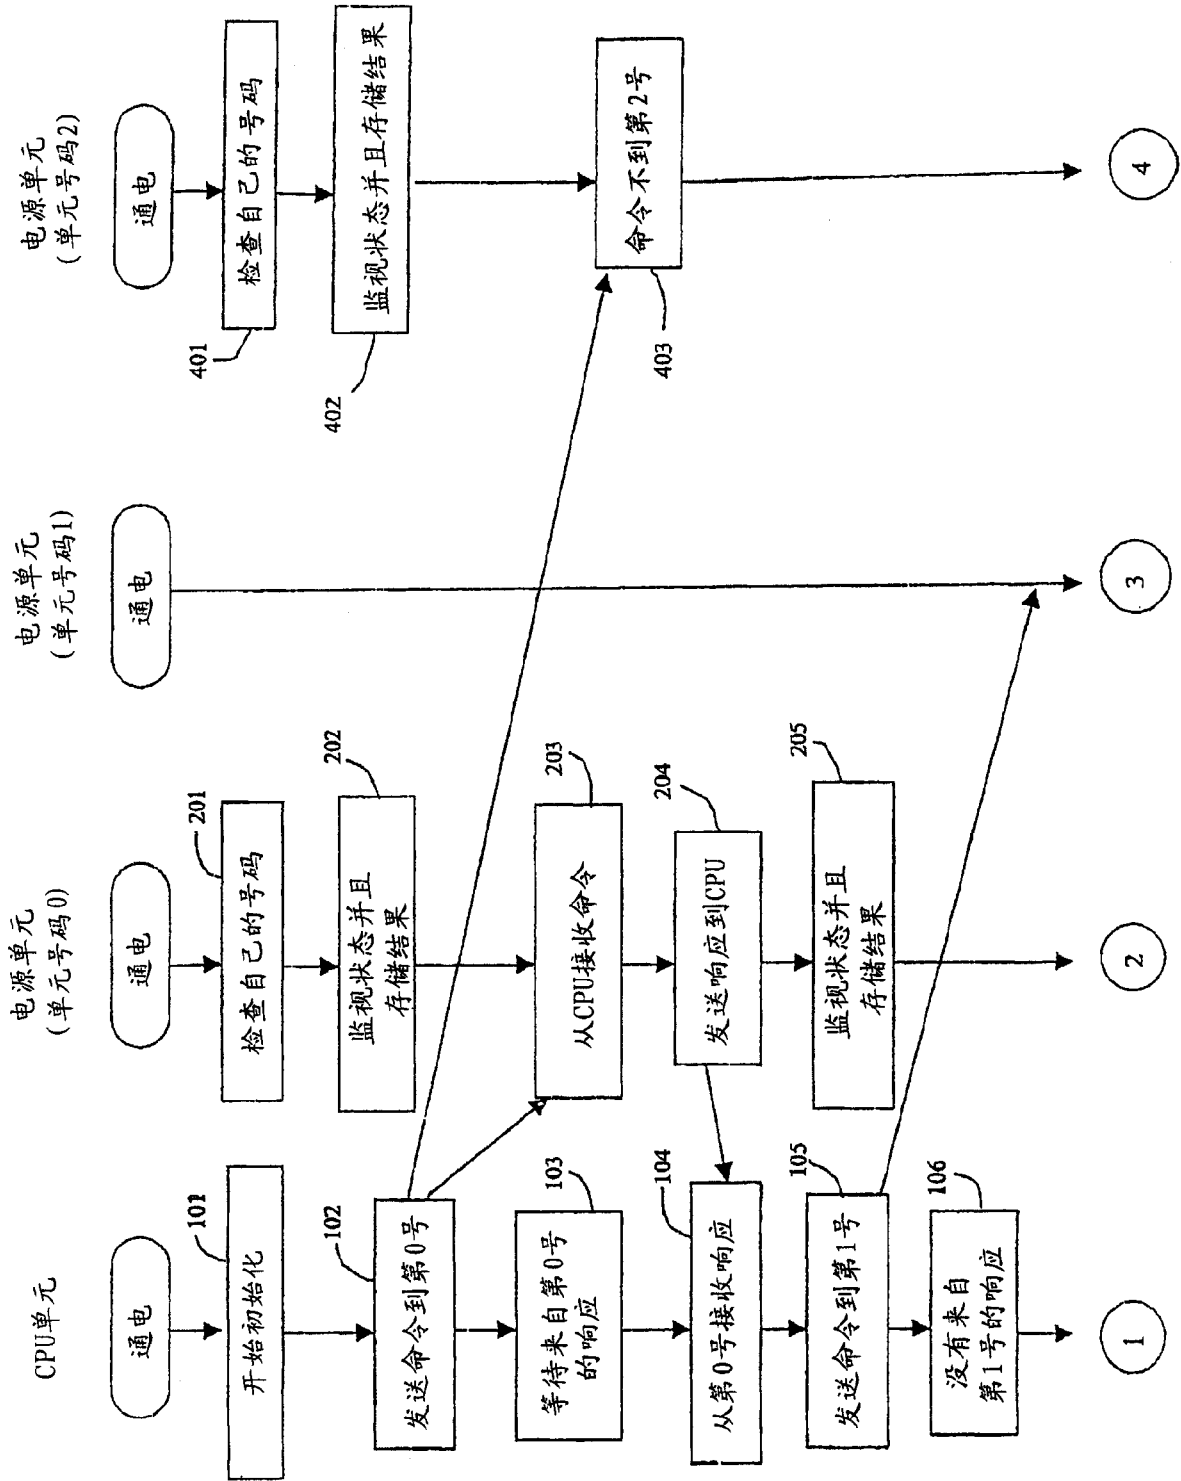 CPU单元
通电
101
开始初始化
102
发送命令到第0号
103
等待来自第0号
的响应
104
从第0号接收响应
105
发送命令到第1号
106
没有来自
第1号的响应
1
电源单元
(单元号码0)
通电
201
检查自己的号码
202
监视状态并且
存储结果
203
从CPU接收命令
204
发送响应到CPU
205
监视状态并且
存储结果
2
电源单元
(单元号码1)
通电
3
电源单元
(单元号码2)
通电
401
检查自己的号码
402
监视状态并且存储结果
403
命令不到第2号
4